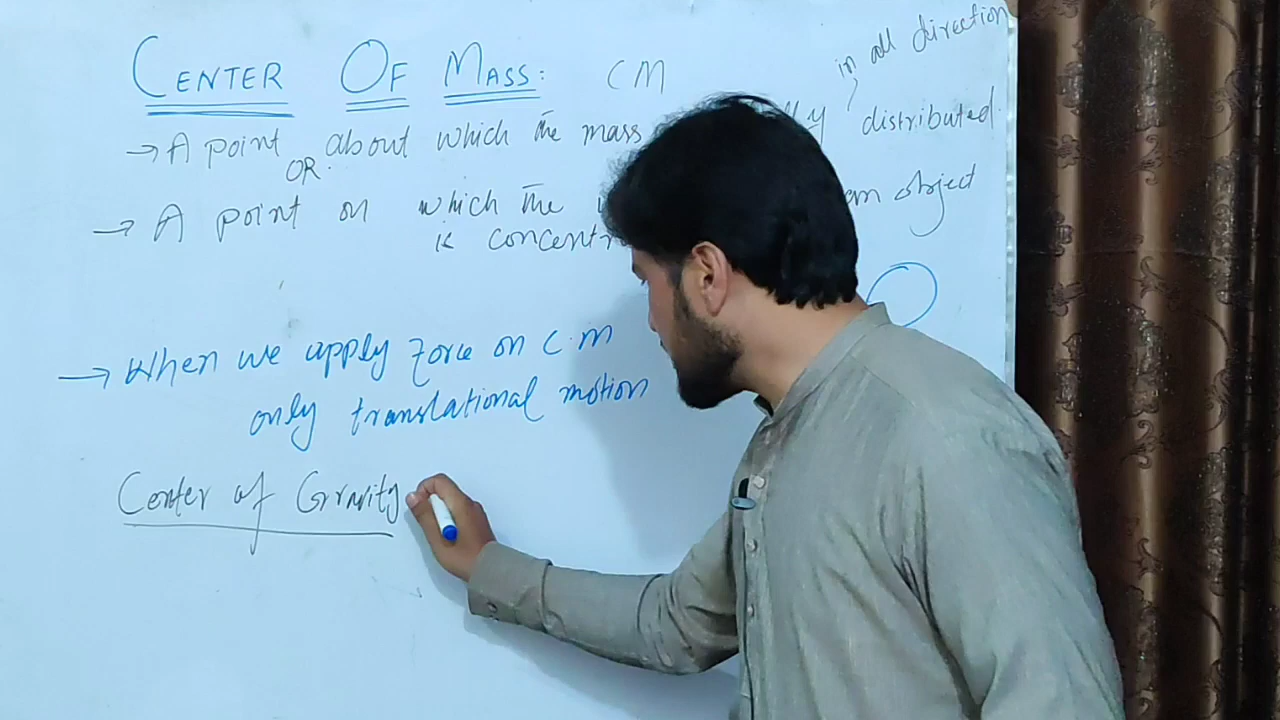 CENTER OF MASS: CM
in all direction
→ A point about which the mass distributed.
OR
→ A point on which the an object
is
→ When we apply force on C.M
only translational motion
Center of Gravity